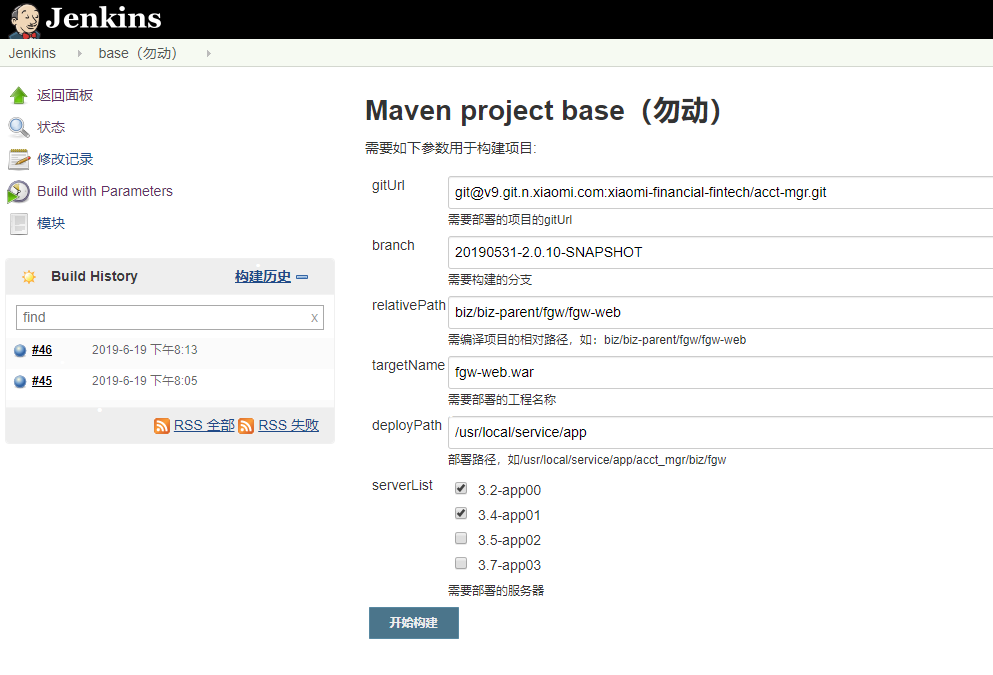 Jenkins
Jenkins base（勿动）
返回面板
状态
修改记录
Build with Parameters
模块
Build History 构建历史
find x
#46 2019-6-19 下午8:13
#45 2019-6-19 下午8:05
RSS 全部 RSS 失败
Maven project base（勿动）
需要如下参数用于构建项目:
gitUrl git@v9.git.n.xiaomi.com:xiaomi-financial-fintech/acct-mgr.git
需要部署的项目的gitUrl
branch 20190531-2.0.10-SNAPSHOT
需要构建的分支
relativePath biz/biz-parent/fgw/fgw-web
需编译项目的相对路径，如：biz/biz-parent/fgw/fgw-web
targetName fgw-web.war
需要部署的工程名称
deployPath /usr/local/service/app
部署路径，如/usr/local/service/app/acct_mgr/biz/fgw
serverList 3.2-app00
3.4-app01
3.5-app02
3.7-app03
需要部署的服务器
开始构建